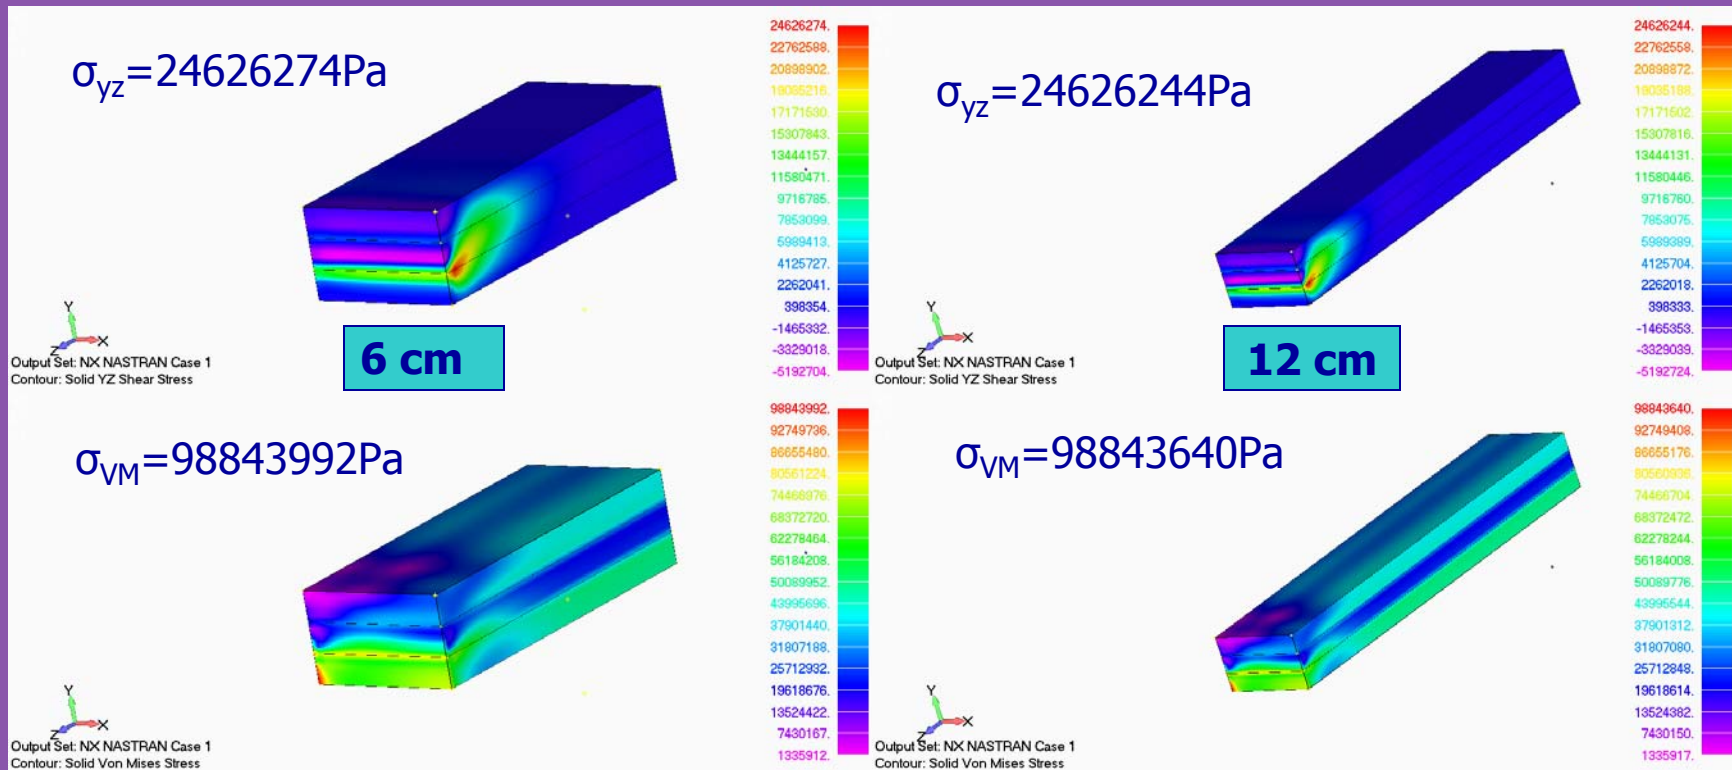 σyz=24626274Pa
24626274.
22762588.
20898902.
19035216.
17171530.
15307843.
13444157.
11580471.
9716785.
7853099.
5989413.
4125727.
2262041.
398354.
-1465332.
-3329018.
-5192704.
Y
X
Z
Output Set: NX NASTRAN Case 1
Contour: Solid YZ Shear Stress
6 cm
σyz=24626244Pa
24626244.
22762558.
20898872.
19035188.
17171502.
15307816.
13444131.
11580446.
9716760.
7853075.
5989389.
4125704.
2262018.
398333.
-1465353.
-3329039.
-5192724.
Y
X
Z
Output Set: NX NASTRAN Case 1
Contour: Solid YZ Shear Stress
12 cm
σVM=98843992Pa
98843992.
92749736.
86655480.
80561224.
74466976.
68372720.
62278464.
56184208.
50089952.
43995696.
37901440.
31807188.
25712932.
19618676.
13524422.
7430167.
1335912.
Y
X
Z
Output Set: NX NASTRAN Case 1
Contour: Solid Von Mises Stress
σVM=98843640Pa
98843640.
92749408.
86655176.
80560936.
74466704.
68372472.
62278244.
56184008.
50089776.
43995544.
37901312.
31807080.
25712848.
19618614.
13524382.
7430150.
1335917.
Y
X
Z
Output Set: NX NASTRAN Case 1
Contour: Solid Von Mises Stress